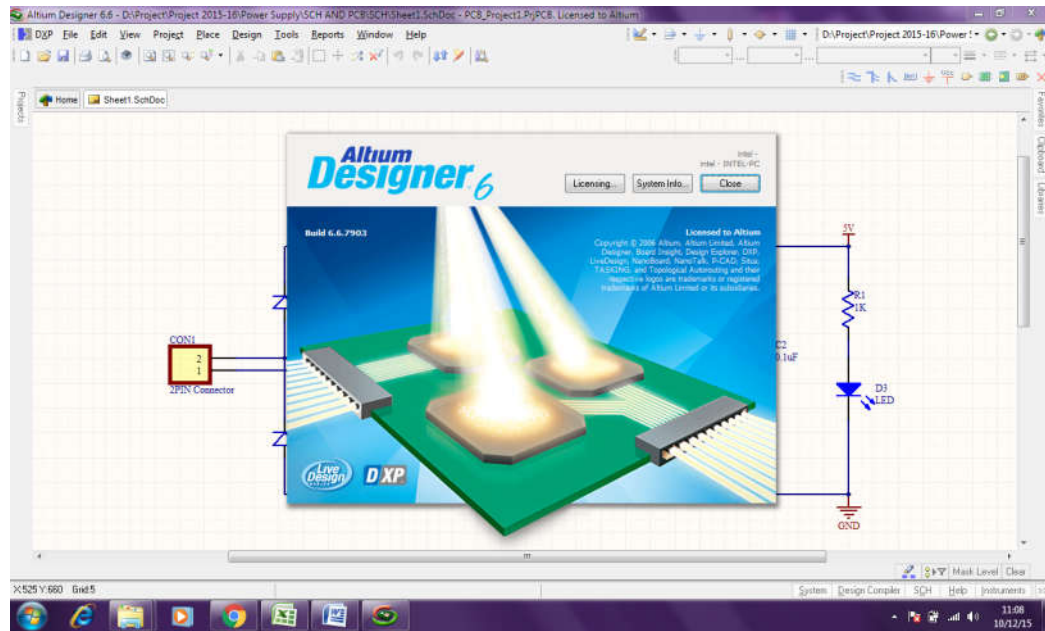 Altium Designer 6.6 - D:\Project\Project 2015-16\Power Supply\SCH AND PCB\SCH\Sheet1.SchDoc - PCB_Project1.PrjPCB. Licensed to Altium
DXP File Edit View Project Place Design Tools Reports Window Help
D:\Project\Project 2015-16\Power S
Home Sheet1.SchDoc
Projects
Favorites
Clipboard
Libraries
Altium
Designer 6
Intel -
intel - INTEL-PC
Licensing... System Info... Close
Build 6.6.7903
Licensed to Altium
Copyright © 2006 Altium, Altium Limited, Altium
Designer, Board Insight, Design Explorer, DXP,
LiveDesign, NanoBoard, NanoTalk, P-CAD, Situs,
TASKING, and Topological Autorouting and their
respective logos are trademarks or registered
trademarks of Altium Limited or its subsidiaries.
5V
R1
1K
CON1
2
1
2PIN Connector
C2
0.1uF
D3
LED
Live
Design
DXP
GND
Mask Level Clear
X:525 Y:660 Grid:5
System Design Compiler SCH Help Instruments
11:08
10/12/15